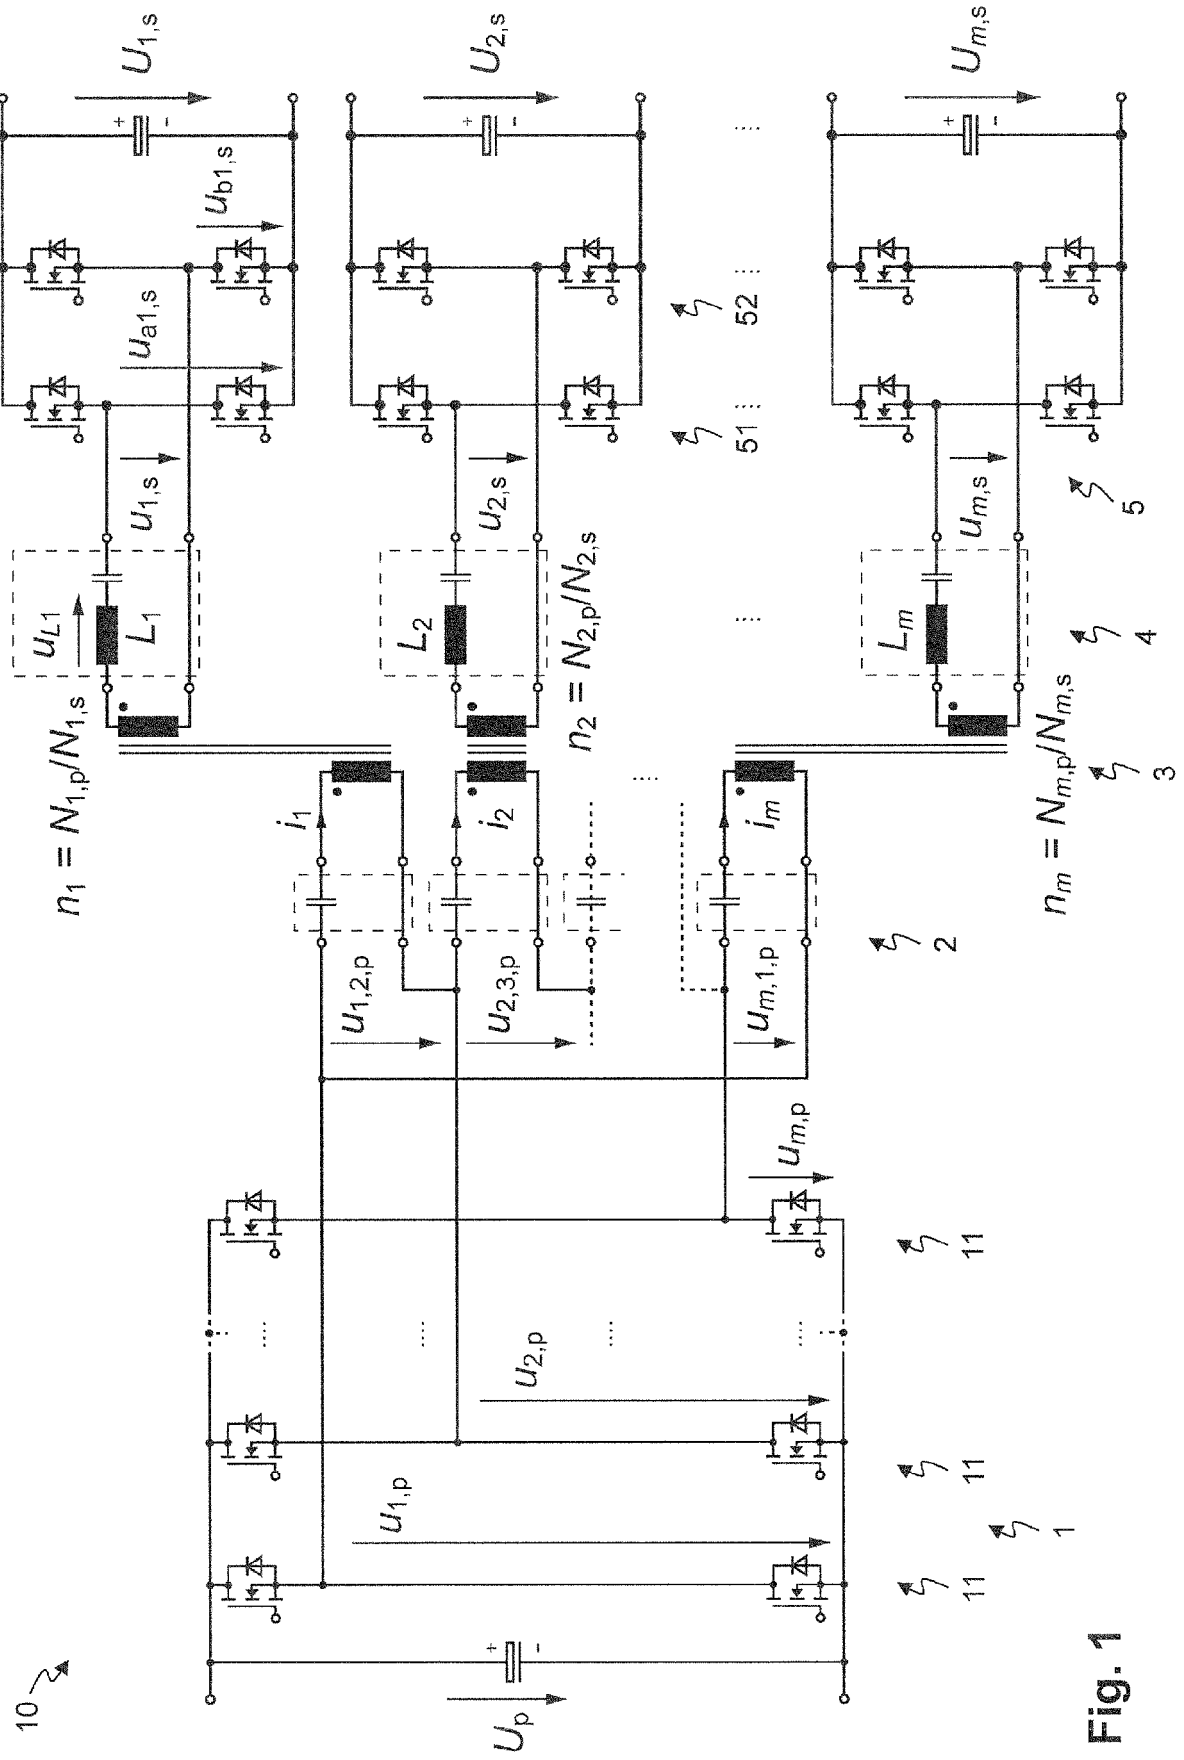 10
U1,s
U2,s
Um,s
+
-
+
-
+
-
ub1,s
ua1,s
52
51
u1,s
u2,s
um,s
5
uL1
L1
L2
Lm
4
n1 = N1,p/N1,s
n2 = N2,p/N2,s
nm = Nm,p/Nm,s
3
i1
i2
im
2
u1,2,p
u2,3,p
um,1,p
um,p
11
u2,p
11
u1,p
11
1
+
-
Up
Fig. 1